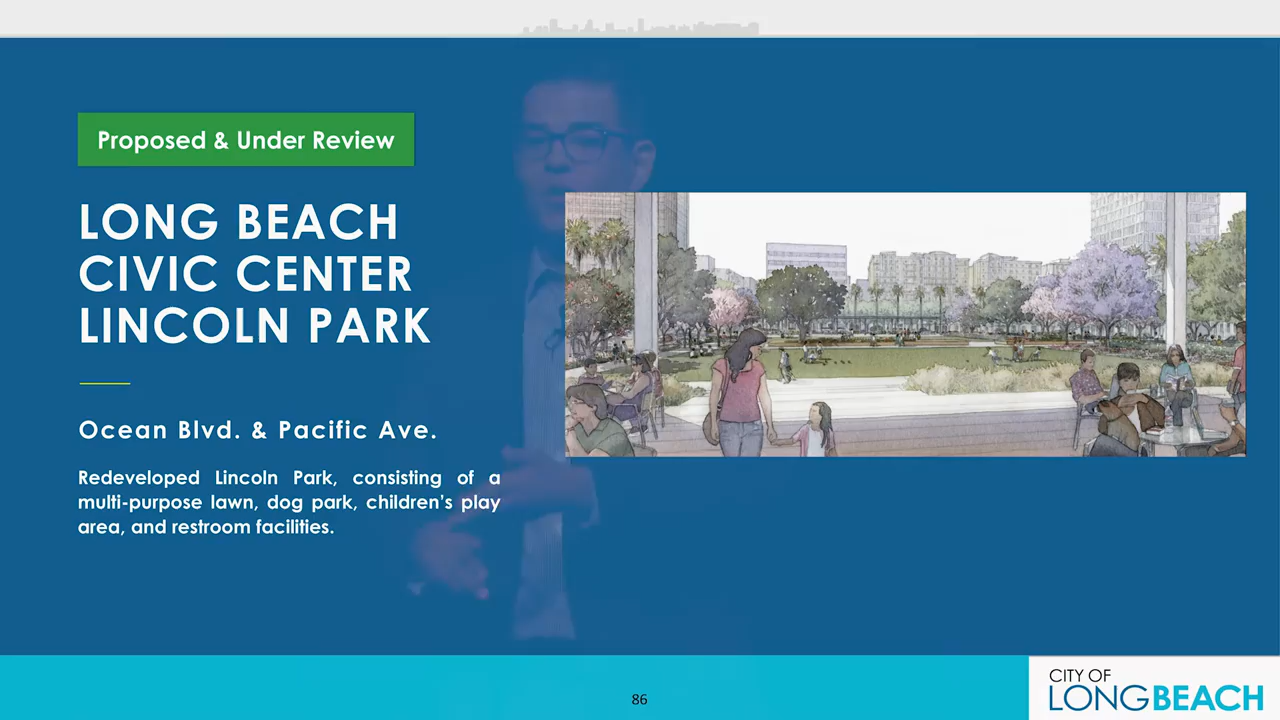 Proposed & Under Review
LONG BEACH
CIVIC CENTER
LINCOLN PARK
Ocean Blvd. & Pacific Ave.
Redeveloped Lincoln Park, consisting of a
multi-purpose lawn, dog park, children’s play
area, and restroom facilities.
86
CITY OF
LONGBEACH